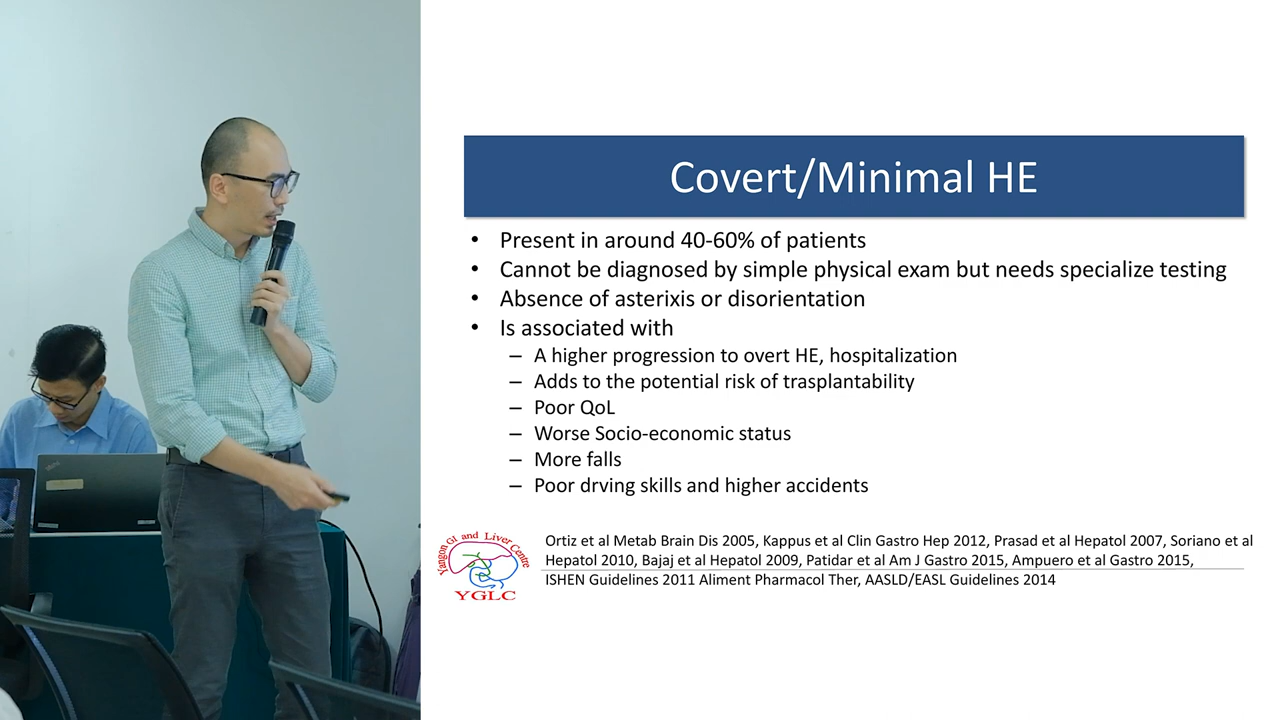 Covert/Minimal HE
• Present in around 40-60% of patients
• Cannot be diagnosed by simple physical exam but needs specialize testing
• Absence of asterixis or disorientation
• Is associated with
– A higher progression to overt HE, hospitalization
– Adds to the potential risk of trasplantability
– Poor QoL
– Worse Socio-economic status
– More falls
– Poor drving skills and higher accidents
Yangon GI and Liver Centre
YGLC
Ortiz et al Metab Brain Dis 2005, Kappus et al Clin Gastro Hep 2012, Prasad et al Hepatol 2007, Soriano et al
Hepatol 2010, Bajaj et al Hepatol 2009, Patidar et al Am J Gastro 2015, Ampuero et al Gastro 2015,
ISHEN Guidelines 2011 Aliment Pharmacol Ther, AASLD/EASL Guidelines 2014